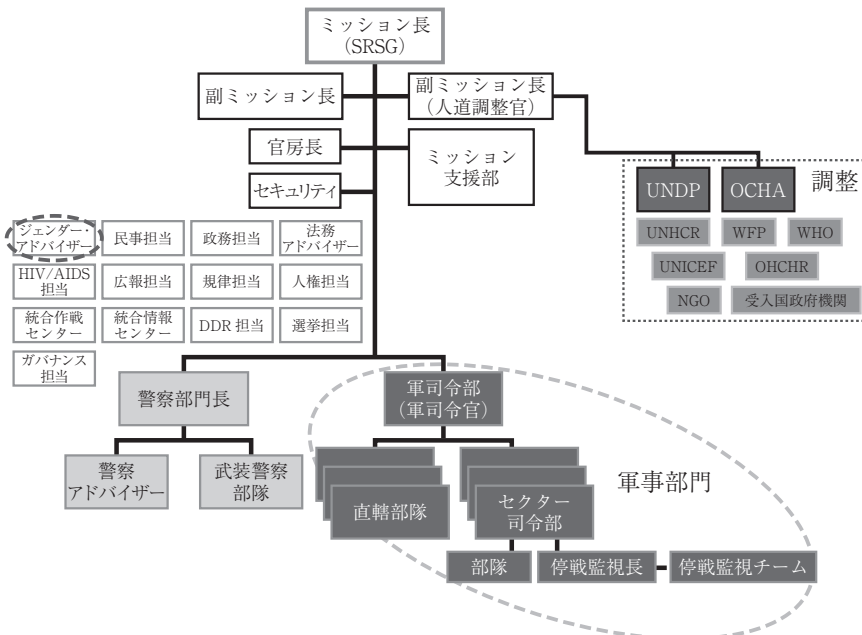 ミッション長
(SRSG)
副ミッション長
副ミッション長
(人道調整官)
官房長
ミッション
支援部
セキュリティ
調整
UNDP
OCHA
UNHCR
WFP
WHO
UNICEF
OHCHR
NGO
受入国政府機関
ジェンダー・
アドバイザー
民事担当
政務担当
法務
アドバイザー
HIV/AIDS
担当
広報担当
規律担当
人権担当
統合作戦
センター
統合情報
センター
DDR 担当
選挙担当
ガバナンス
担当
警察部門長
軍司令部
(軍司令官)
警察
アドバイザー
武装警察
部隊
直轄部隊
セクター
司令部
軍事部門
部隊
停戦監視長
停戦監視チーム